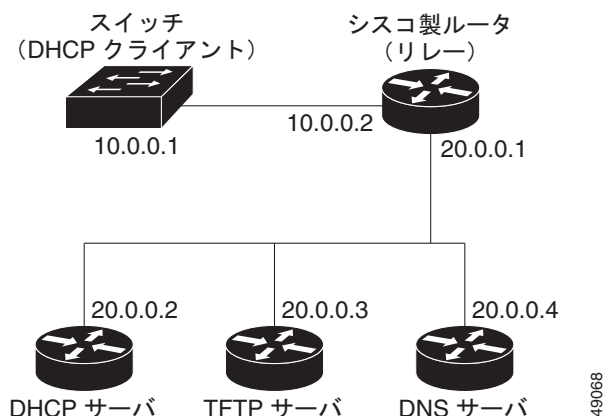 スイッチ
（DHCP クライアント）
シスコ製ルータ
（リレー）
10.0.0.2
10.0.0.1
20.0.0.1
20.0.0.2
20.0.0.3
20.0.0.4
DHCP サーバ
TFTP サーバ
DNS サーバ
49068